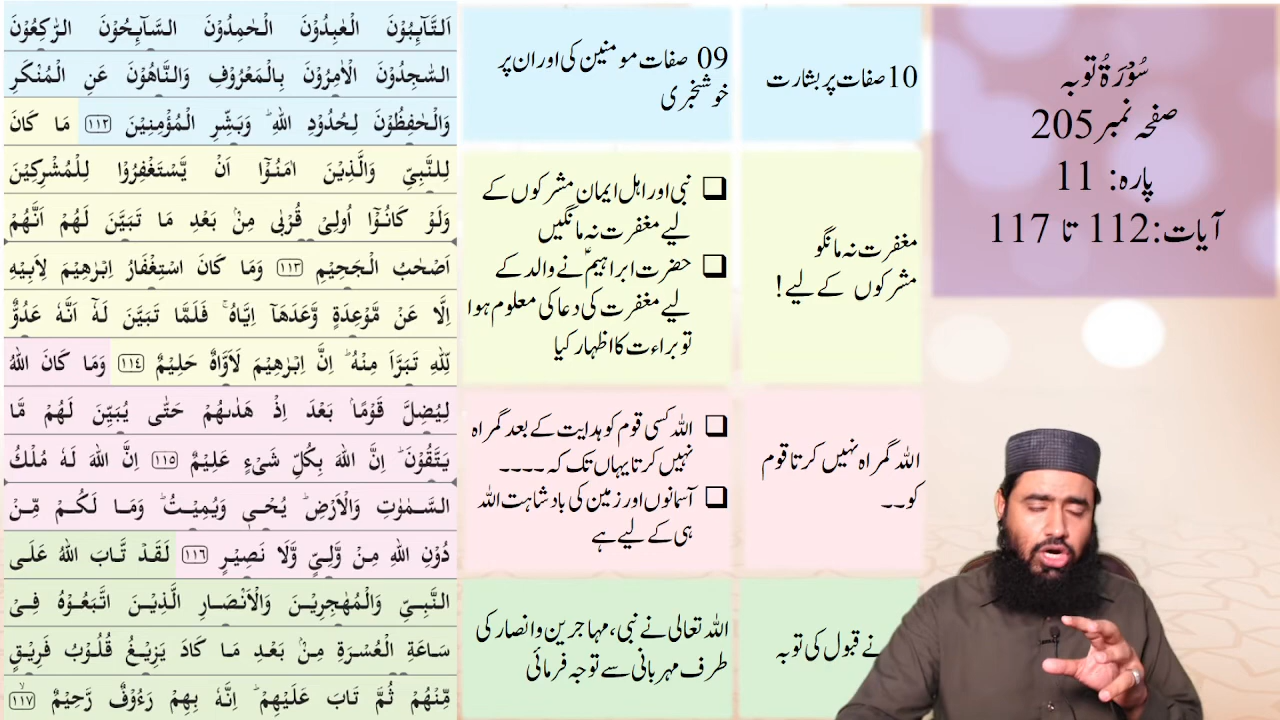 سُوْرَۃُ توبہ
صفحہ نمبر 205
پارہ: 11
آیات: 112 تا 117
10 صفات پر بشارت
مغفرت نہ مانگو
مشرکوں کے لیے!
اللہ گمراہ نہیں کرتا قوم
کو۔۔
نے قبول کی توبہ
09 صفات مومنین کی اور ان پر
خوشخبری
نبی اور اہل ایمان مشرکوں کے
لیے مغفرت نہ مانگیں
حضرت ابراہیمؑ نے والد کے
لیے مغفرت کی دعا کی معلوم ہوا
تو براءت کا اظہار کیا
اللہ کسی قوم کو ہدایت کے بعد گمراہ
نہیں کرتا یہاں تک کہ ۔۔۔۔
آسمانوں اور زمین کی بادشاہت اللہ
ہی کے لیے ہے
اللہ تعالی نے نبی، مہاجرین و انصار کی
طرف مہربانی سے توجہ فرمائی
اَلتَّآىِٕبُوْنَ الْعٰبِدُوْنَ الْحٰمِدُوْنَ السَّآىِٕحُوْنَ الرّٰكِعُوْنَ
السّٰجِدُوْنَ الْاٰمِرُوْنَ بِالْمَعْرُوْفِ وَالنَّاهُوْنَ عَنِ الْمُنْكَرِ
وَالْحٰفِظُوْنَ لِحُدُوْدِ اللّٰهِؕ وَبَشِّرِ الْمُؤْمِنِيْنَ ١١٢ مَا كَانَ
لِلنَّبِيِّ وَالَّذِيْنَ اٰمَنُوْۤا اَنْ يَّسْتَغْفِرُوْا لِلْمُشْرِكِيْنَ
وَلَوْ كَانُوْۤا اُولِيْ قُرْبٰى مِنْۢ بَعْدِ مَا تَبَيَّنَ لَهُمْ اَنَّهُمْ
اَصْحٰبُ الْجَحِيْمِ ١١٣ وَمَا كَانَ اسْتِغْفَارُ اِبْرٰهِيْمَ لِاَبِيْهِ
اِلَّا عَنْ مَّوْعِدَةٍ وَّعَدَهَاۤ اِيَّاهُۚ فَلَمَّا تَبَيَّنَ لَهٗۤ اَنَّهٗ عَدُوٌّ
لِّلّٰهِ تَبَرَّاَ مِنْهُؕ اِنَّ اِبْرٰهِيْمَ لَاَوَّاهٌ حَلِيْمٌ ١١٤ وَمَا كَانَ اللّٰهُ
لِيُضِلَّ قَوْمًۢا بَعْدَ اِذْ هَدٰىهُمْ حَتّٰى يُبَيِّنَ لَهُمْ مَّا
يَتَّقُوْنَؕ اِنَّ اللّٰهَ بِكُلِّ شَيْءٍ عَلِيْمٌ ١١٥ اِنَّ اللّٰهَ لَهٗ مُلْكُ
السَّمٰوٰتِ وَالْاَرْضِؕ يُحْيٖ وَيُمِيْتُؕ وَمَا لَكُمْ مِّنْ
دُوْنِ اللّٰهِ مِنْ وَّلِيٍّ وَّلَا نَصِيْرٍ ١١٦ لَقَدْ تَّابَ اللّٰهُ عَلَى
النَّبِيِّ وَالْمُهٰجِرِيْنَ وَالْاَنْصَارِ الَّذِيْنَ اتَّبَعُوْهُ فِيْ
سَاعَةِ الْعُسْرَةِ مِنْۢ بَعْدِ مَا كَادَ يَزِيْغُ قُلُوْبُ فَرِيْقٍ
مِّنْهُمْ ثُمَّ تَابَ عَلَيْهِمْؕ اِنَّهٗ بِهِمْ رَءُوْفٌ رَّحِيْمٌ ١١٧